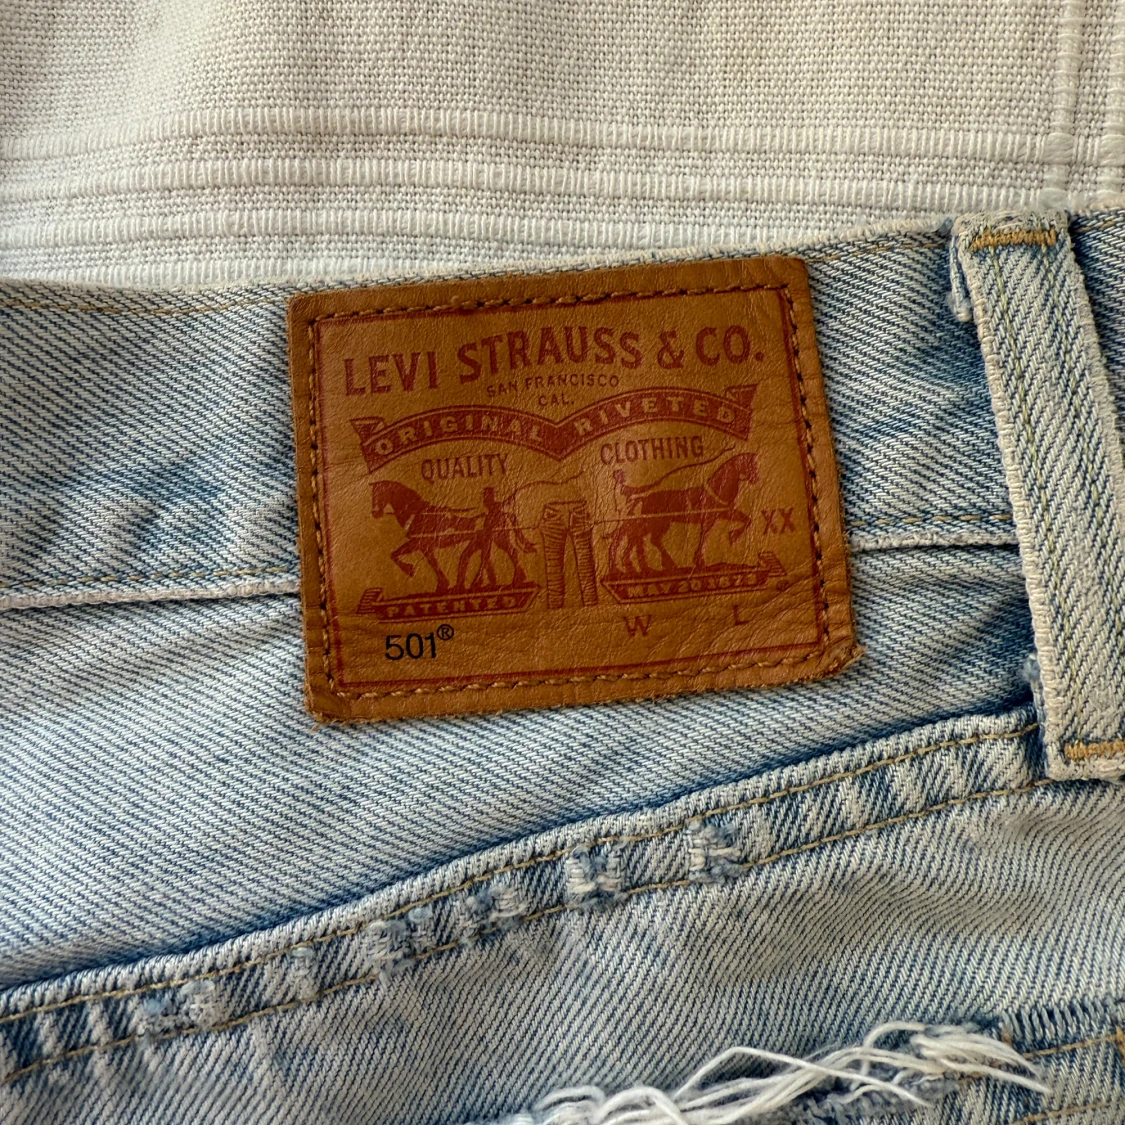 LEVI STRAUSS & CO.
SAN FRANCISCO
CAL.
ORIGINAL RIVETED
QUALITY CLOTHING
XX
PATENTED MAY 20 1873
W L
501®